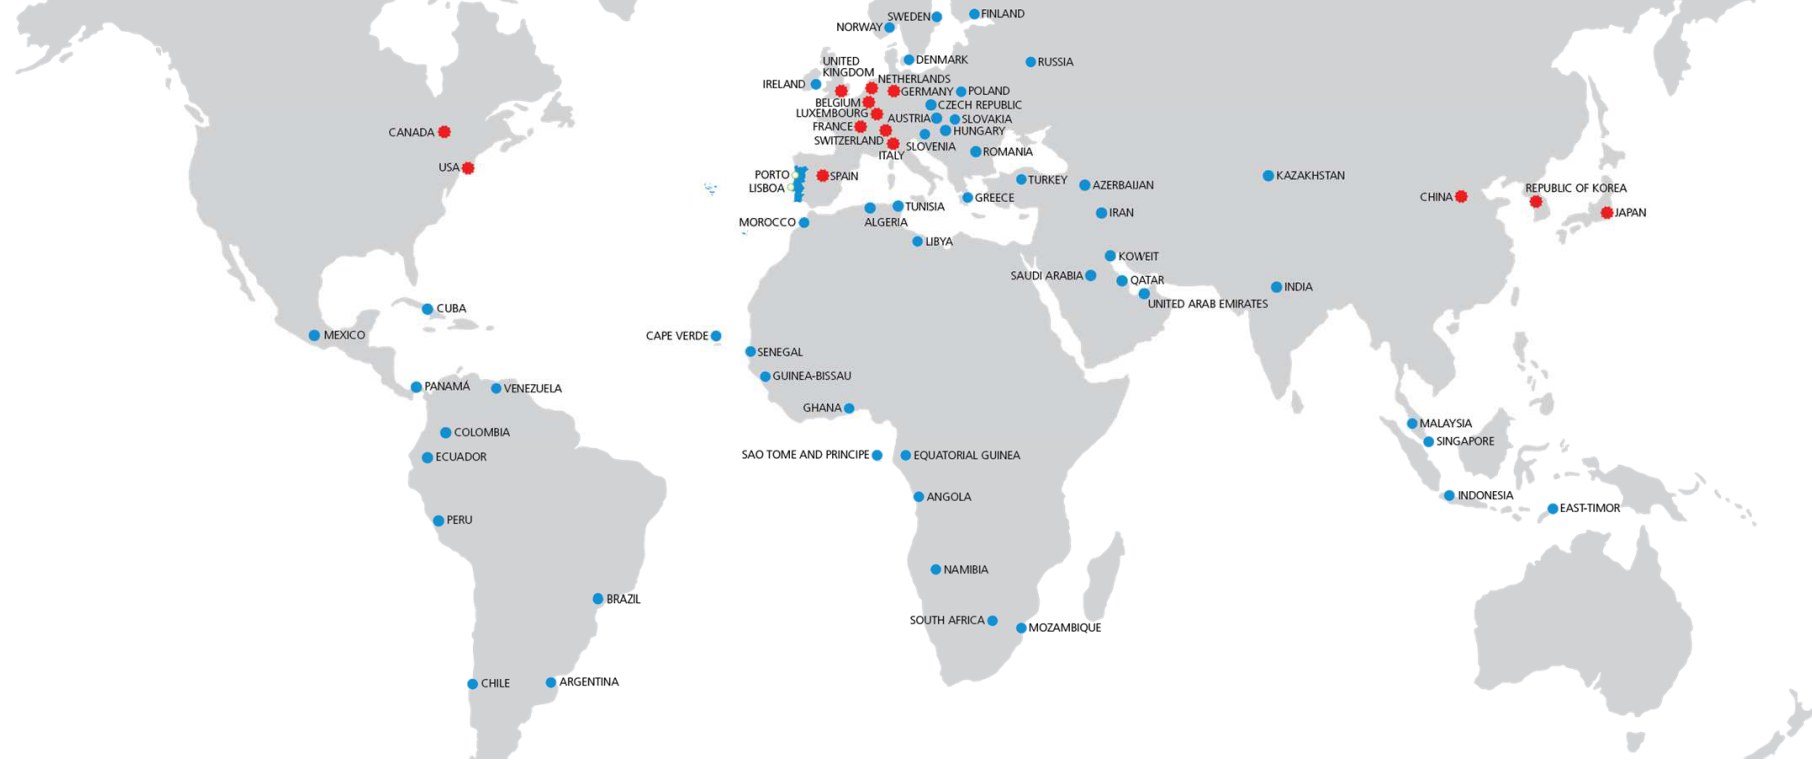 SWEDEN
FINLAND
NORWAY
DENMARK
RUSSIA
UNITED
KINGDOM
IRELAND
NETHERLANDS
GERMANY
POLAND
BELGIUM
CZECH REPUBLIC
LUXEMBOURG
AUSTRIA
SLOVAKIA
FRANCE
HUNGARY
SWITZERLAND
SLOVENIA
ITALY
ROMANIA
CANADA
USA
PORTO
SPAIN
LISBOA
TURKEY
AZERBAIJAN
KAZAKHSTAN
REPUBLIC OF KOREA
CHINA
JAPAN
GREECE
TUNISIA
ALGERIA
MOROCCO
IRAN
LIBYA
KOWEIT
SAUDI ARABIA
QATAR
INDIA
UNITED ARAB EMIRATES
CUBA
MEXICO
CAPE VERDE
SENEGAL
GUINEA-BISSAU
PANAMÁ
VENEZUELA
GHANA
MALAYSIA
COLOMBIA
SINGAPORE
ECUADOR
SAO TOME AND PRINCIPE
EQUATORIAL GUINEA
ANGOLA
INDONESIA
EAST-TIMOR
PERU
NAMIBIA
BRAZIL
SOUTH AFRICA
MOZAMBIQUE
CHILE
ARGENTINA